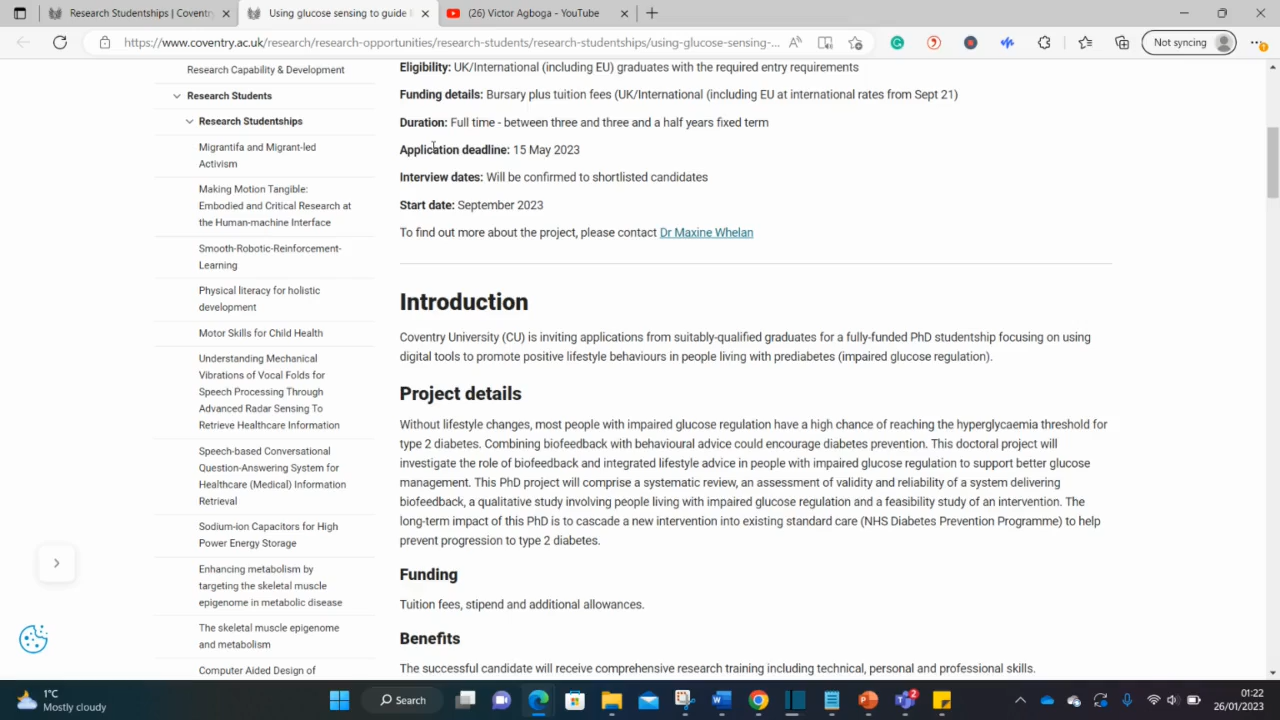 Research Studentships | Coventry
Using glucose sensing to guide l
(26) Victor Agboga - YouTube
https://www.coventry.ac.uk/research/research-opportunities/research-students/research-studentships/using-glucose-sensing-...
Not syncing
Research Capability & Development
Research Students
Research Studentships
Migrantifa and Migrant-led
Activism
Making Motion Tangible:
Embodied and Critical Research at
the Human-machine Interface
Smooth-Robotic-Reinforcement-
Learning
Physical literacy for holistic
development
Motor Skills for Child Health
Understanding Mechanical
Vibrations of Vocal Folds for
Speech Processing Through
Advanced Radar Sensing To
Retrieve Healthcare Information
Speech-based Conversational
Question-Answering System for
Healthcare (Medical) Information
Retrieval
Sodium-ion Capacitors for High
Power Energy Storage
Enhancing metabolism by
targeting the skeletal muscle
epigenome in metabolic disease
The skeletal muscle epigenome
and metabolism
Computer Aided Design of
Eligibility: UK/International (including EU) graduates with the required entry requirements
Funding details: Bursary plus tuition fees (UK/International (including EU at international rates from Sept 21)
Duration: Full time - between three and three and a half years fixed term
Application deadline: 15 May 2023
Interview dates: Will be confirmed to shortlisted candidates
Start date: September 2023
To find out more about the project, please contact Dr Maxine Whelan
Introduction
Coventry University (CU) is inviting applications from suitably-qualified graduates for a fully-funded PhD studentship focusing on using
digital tools to promote positive lifestyle behaviours in people living with prediabetes (impaired glucose regulation).
Project details
Without lifestyle changes, most people with impaired glucose regulation have a high chance of reaching the hyperglycaemia threshold for
type 2 diabetes. Combining biofeedback with behavioural advice could encourage diabetes prevention. This doctoral project will
investigate the role of biofeedback and integrated lifestyle advice in people with impaired glucose regulation to support better glucose
management. This PhD project will comprise a systematic review, an assessment of validity and reliability of a system delivering
biofeedback, a qualitative study involving people living with impaired glucose regulation and a feasibility study of an intervention. The
long-term impact of this PhD is to cascade a new intervention into existing standard care (NHS Diabetes Prevention Programme) to help
prevent progression to type 2 diabetes.
Funding
Tuition fees, stipend and additional allowances.
Benefits
The successful candidate will receive comprehensive research training including technical, personal and professional skills.
1°C
Mostly cloudy
Search
2
01:22
26/01/2023